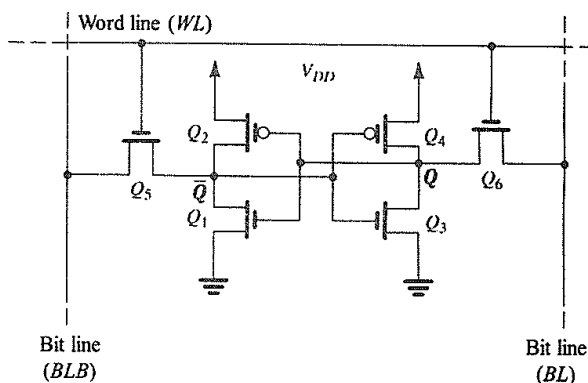 Word line (WL)
V_DD
Q_2
Q_4
Q_5
Q̄
Q
Q_6
Q_1
Q_3
Bit line
(BLB)
Bit line
(BL)